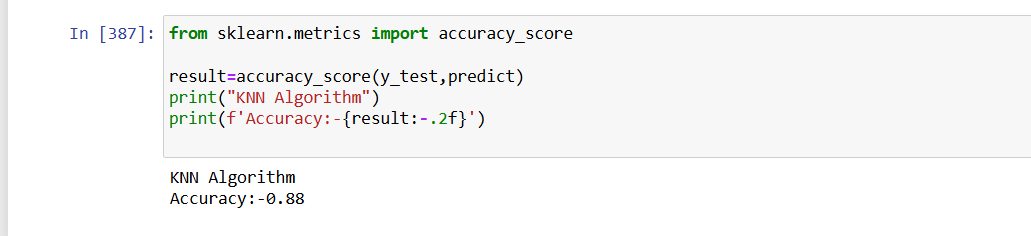 In [387]: from sklearn.metrics import accuracy_score
result=accuracy_score(y_test,predict)
print("KNN Algorithm")
print(f'Accuracy:-{result:-.2f}')
KNN Algorithm
Accuracy:-0.88